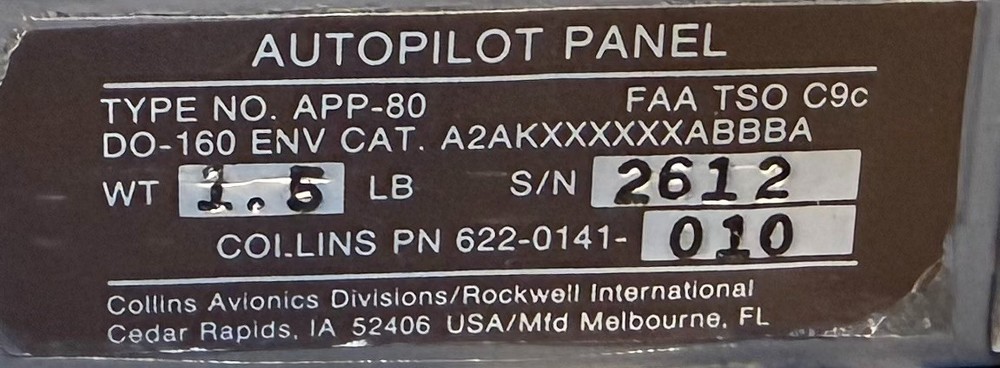 AUTOPILOT PANEL
TYPE NO. APP-80 FAA TSO C9c
DO-160 ENV CAT. A2AKXXXXXXABBBA
WT 1.5 LB S/N 2612
COLLINS PN 622-0141-010
Collins Avionics Divisions/Rockwell International
Cedar Rapids, IA 52406 USA/Mfd Melbourne, FL